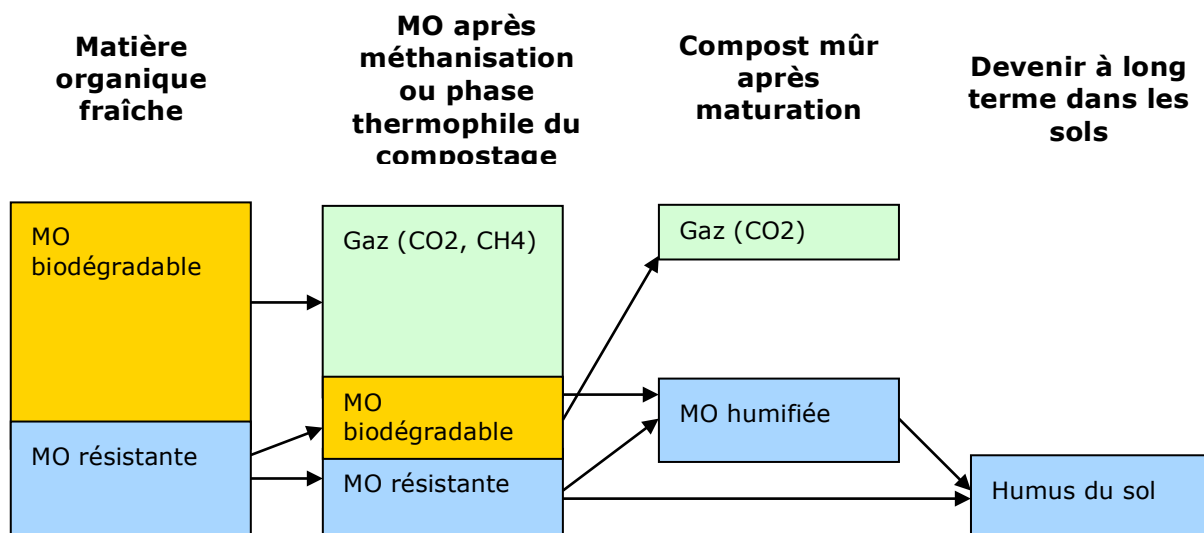 Matière
organique
fraîche
MO après
méthanisation
ou phase
thermophile du
compostage
Compost mûr
après
maturation
Devenir à long
terme dans les
sols
MO
biodégradable
MO résistante
Gaz (CO2, CH4)
MO
biodégradable
MO résistante
Gaz (CO2)
MO humifiée
Humus du sol